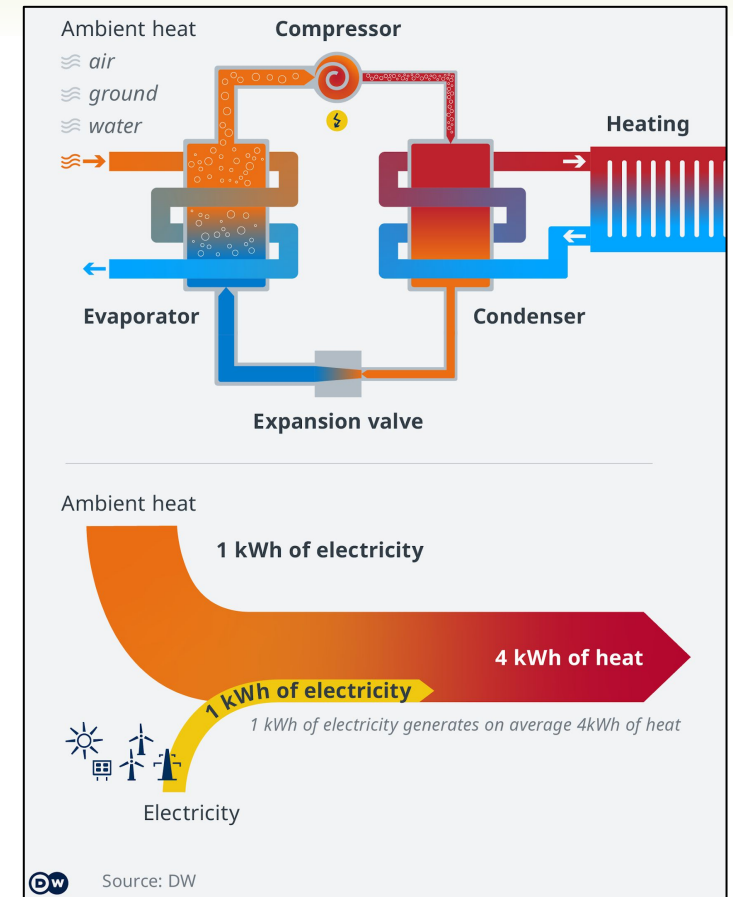 Ambient heat
Compressor
air
ground
water
Heating
Evaporator
Condenser
Expansion valve
Ambient heat
1 kWh of electricity
4 kWh of heat
1 kWh of electricity
1 kWh of electricity generates on average 4kWh of heat
Electricity
DW
Source: DW